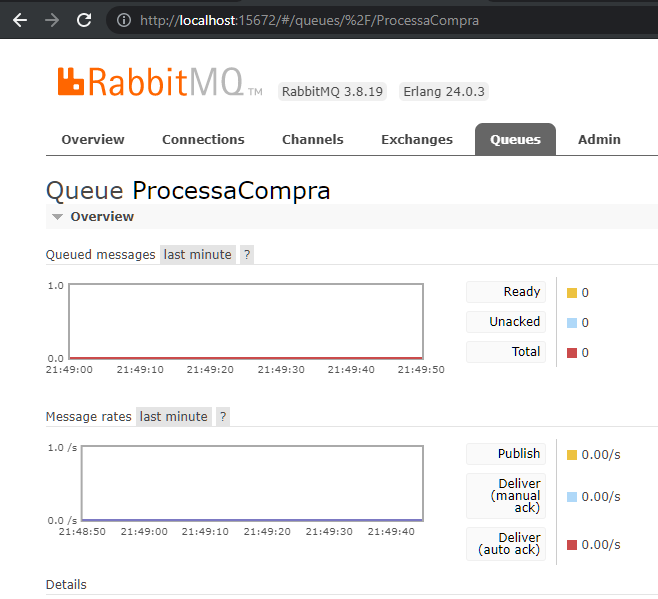 http://localhost:15672/#/queues/%2F/ProcessaCompra
RabbitMQ TM RabbitMQ 3.8.19 Erlang 24.0.3
Overview Connections Channels Exchanges Queues Admin
Queue ProcessaCompra
Overview
Queued messages last minute ?
1.0
0.0
21:49:00 21:49:10 21:49:20 21:49:30 21:49:40 21:49:50
Ready 0
Unacked 0
Total 0
Message rates last minute ?
1.0 /s
0.0 /s
21:48:50 21:49:00 21:49:10 21:49:20 21:49:30 21:49:40
Publish 0.00/s
Deliver
(manual 0.00/s
ack)
Deliver
(auto ack) 0.00/s
Details